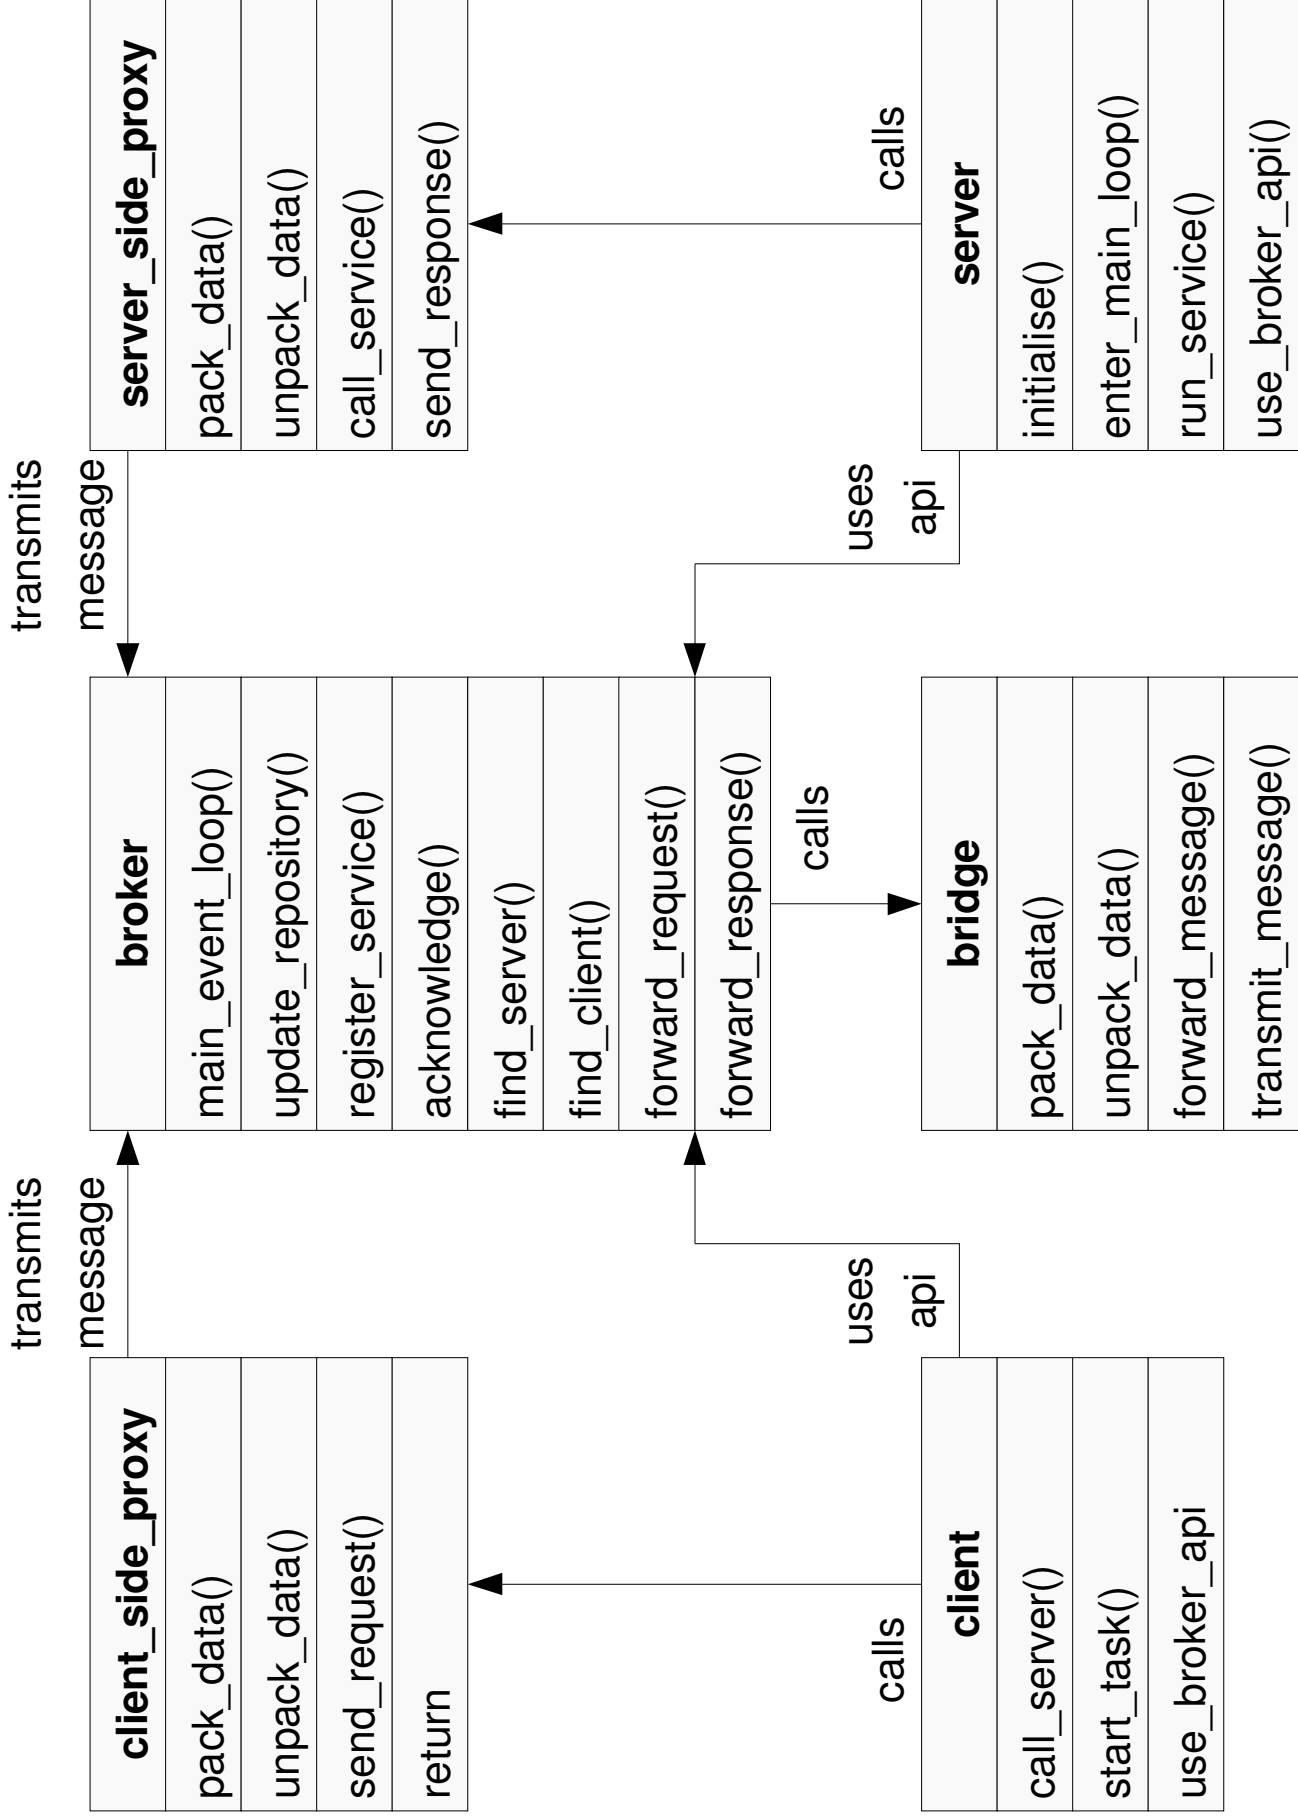 transmits
message
transmits
message
client_side_proxy
pack_data()
unpack_data()
send_request()
return
broker
main_event_loop()
update_repository()
register_service()
acknowledge()
find_server()
find_client()
forward_request()
forward_response()
server_side_proxy
pack_data()
unpack_data()
call_service()
send_response()
calls
uses
api
calls
uses
api
calls
client
call_server()
start_task()
use_broker_api
bridge
pack_data()
unpack_data()
forward_message()
transmit_message()
server
initialise()
enter_main_loop()
run_service()
use_broker_api()